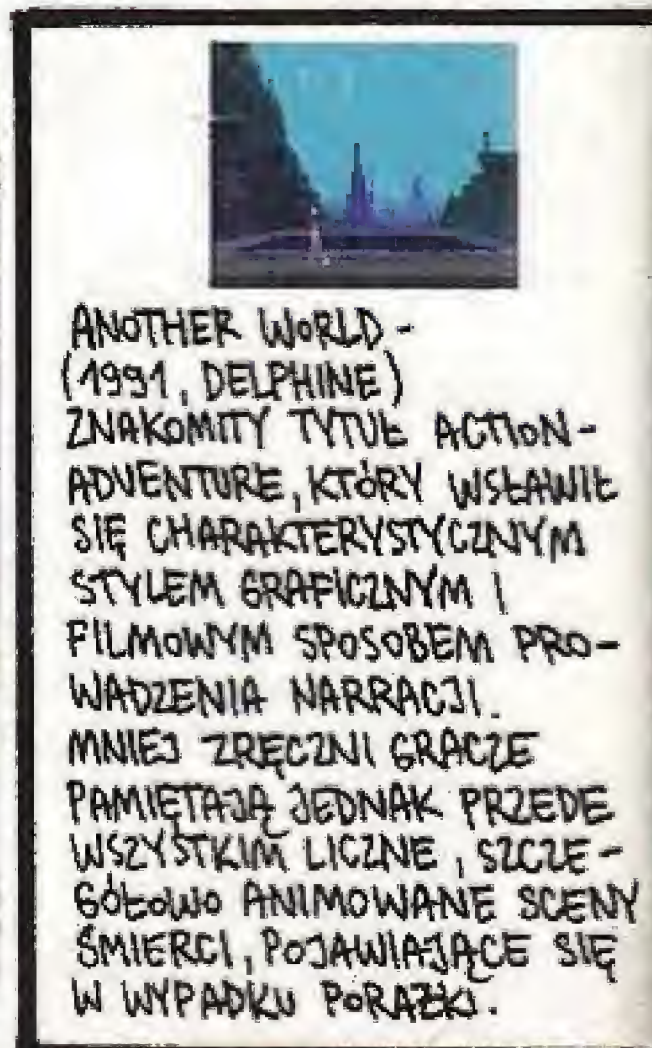 ANOTHER WORLD -
(1991, DELPHINE)
ZNAKOMITY TYTUŁ ACTION-
ADVENTURE, KTÓRY WSŁAWIŁ
SIĘ CHARAKTERYSTYCZNYM
STYLEM GRAFICZNYM I
FILMOWYM SPOSOBEM PRO-
WADZENIA NARRACJI.
MNIEJ ZRĘCZNI GRACZE
PAMIĘTAJĄ JEDNAK PRZEDE
WSZYSTKIM LICZNE, SZCZE-
GÓŁOWO ANIMOWANE SCENY
ŚMIERCI, POJAWIAJĄCE SIĘ
W WYPADKU PORAŻKI.